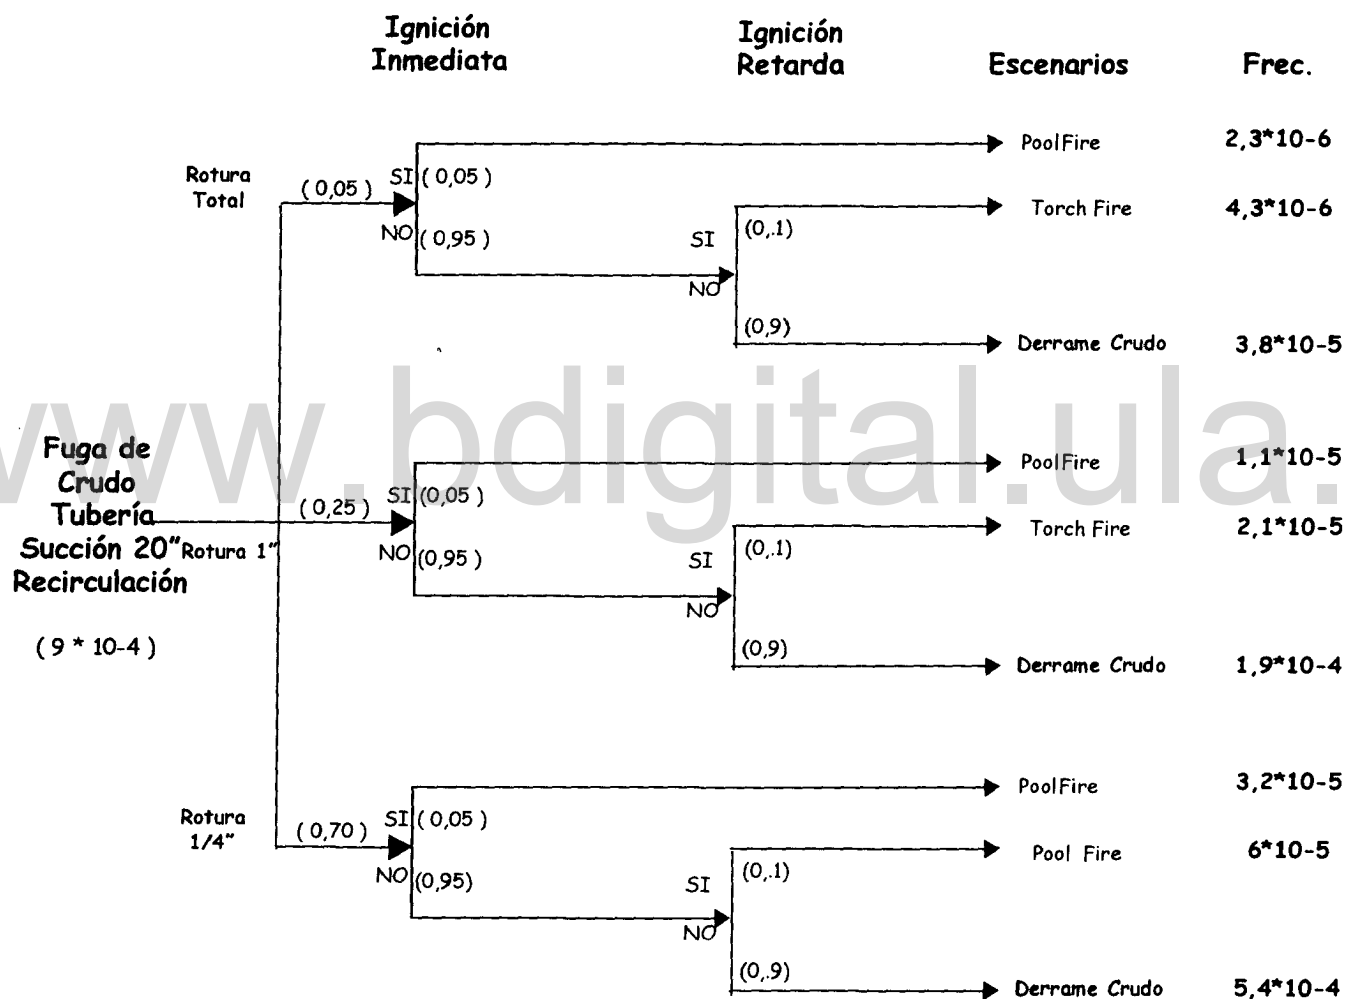 Ignición
Inmediata
Ignición
Retarda
Escenarios
Frec.
Rotura
Total
( 0,05 )
SI ( 0,05 )
NO ( 0,95 )
PoolFire
2,3*10-6
SI
(0,.1)
NO
Torch Fire
4,3*10-6
(0,9)
Derrame Crudo
3,8*10-5
www.bdigital.ula.
Fuga de
Crudo
Tubería
Succión 20"
Recirculación
( 9 * 10-4 )
Rotura 1"
( 0,25 )
SI (0,05 )
NO (0,95 )
PoolFire
1,1*10-5
SI
(0,.1)
NO
Torch Fire
2,1*10-5
(0,9)
Derrame Crudo
1,9*10-4
Rotura
1/4"
( 0,70 )
SI ( 0,05 )
NO (0,95)
PoolFire
3,2*10-5
SI
(0,.1)
NO
Pool Fire
6*10-5
(0,.9)
Derrame Crudo
5,4*10-4